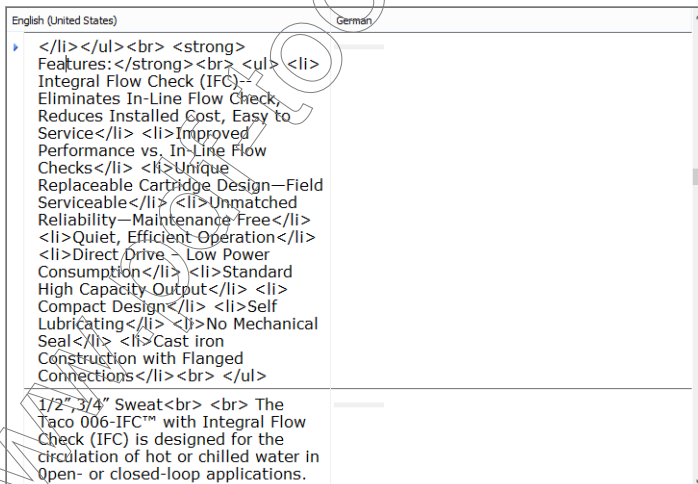 English (United States)
German
</li></ul><br> <strong>
Features:</strong><br> <ul> <li>
Integral Flow Check (IFC)--
Eliminates In-Line Flow Check,
Reduces Installed Cost, Easy to
Service</li> <li>Improved
Performance vs. In-Line Flow
Checks</li> <li>Unique
Replaceable Cartridge Design—Field
Serviceable</li> <li>Unmatched
Reliability—Maintenance Free</li>
<li>Quiet, Efficient Operation</li>
<li>Direct Drive – Low Power
Consumption</li> <li>Standard
High Capacity Output</li> <li>
Compact Design</li> <li>Self
Lubricating</li> <li>No Mechanical
Seal</li> <li>Cast iron
Construction with Flanged
Connections</li><br> </ul>
1/2”,3/4” Sweat<br> <br> The
Taco 006-IFC™ with Integral Flow
Check (IFC) is designed for the
circulation of hot or chilled water in
0pen- or closed-loop applications.